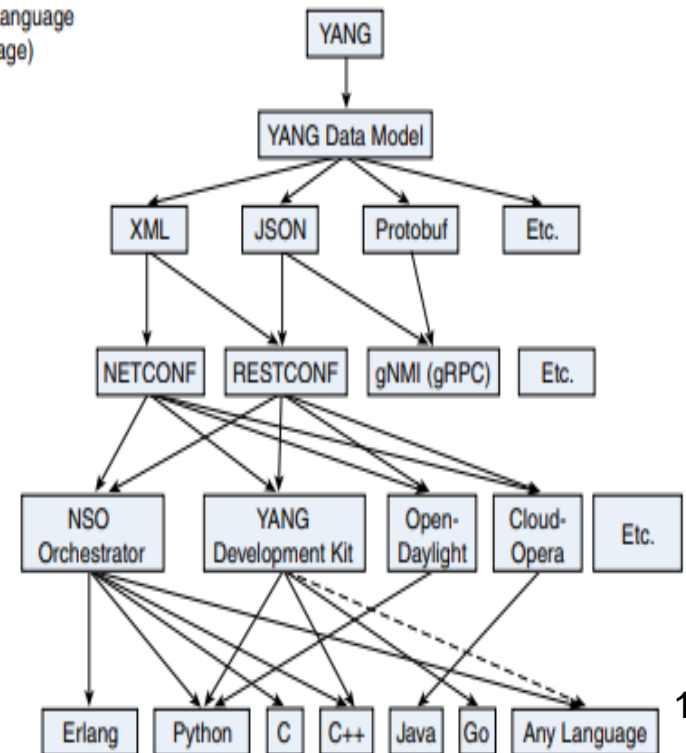 anguage
age)
YANG
YANG Data Model
XML
JSON
Protobuf
Etc.
NETCONF
RESTCONF
gNMI (gRPC)
Etc.
NSO
Orchestrator
YANG
Development Kit
Open-
Daylight
Cloud-
Opera
Etc.
Erlang
Python
C
C++
Java
Go
Any Language
1